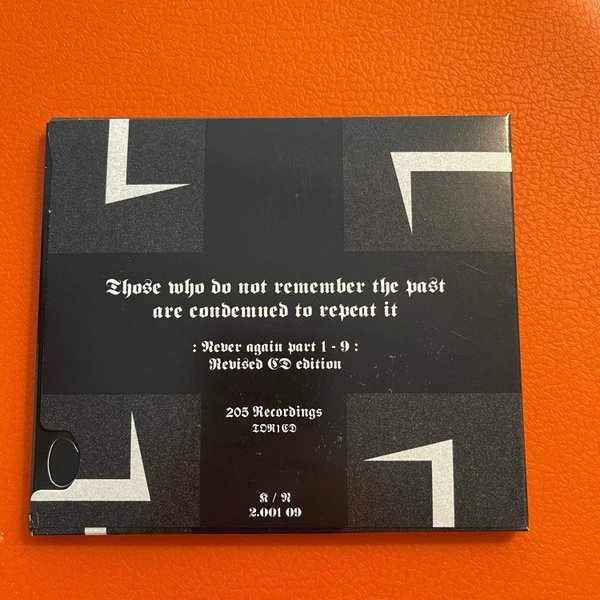 Those who do not remember the past
are condemned to repeat it
: Never again part 1 - 9 :
Revised CD edition
205 Recordings
TOR1CD
K / N
2.001 09